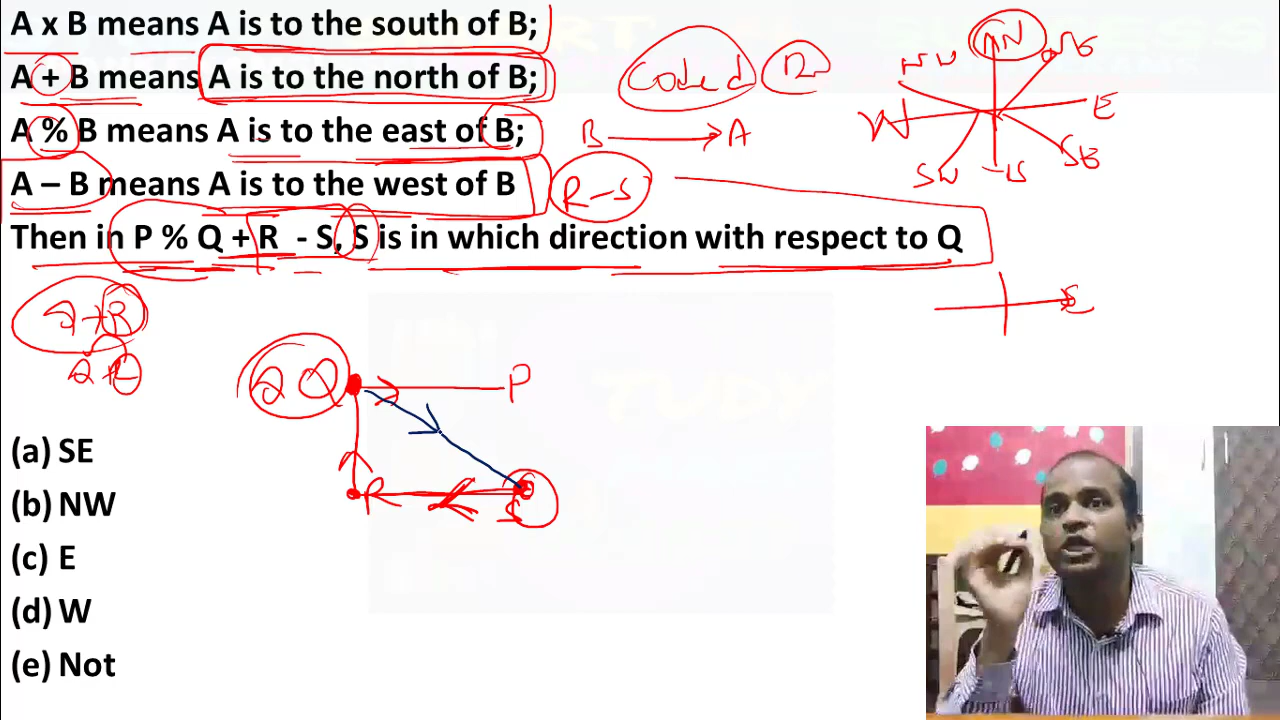 A x B means A is to the south of B;
A + B means A is to the north of B;
A % B means A is to the east of B;
A – B means A is to the west of B
Then in P % Q + R - S, S is in which direction with respect to Q
(a) SE
(b) NW
(c) E
(d) W
(e) Not
Coded
B → A
R – S
N
NE
E
SE
S
SW
W
NW
E
Q + R
Q + R
Q
P
R
S